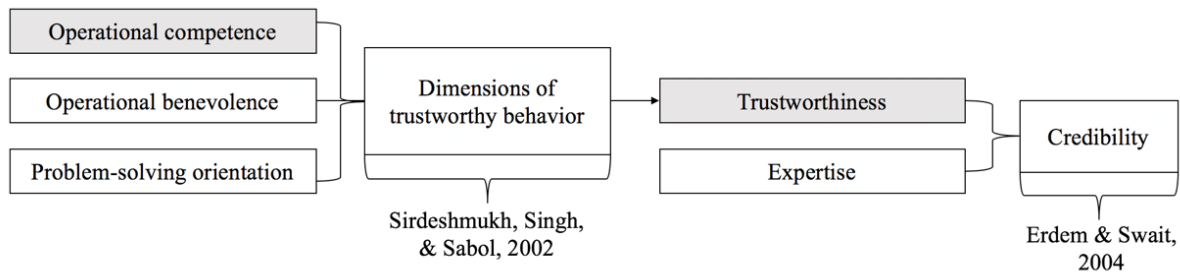 Operational competence
Operational benevolence
Problem-solving orientation
Dimensions of
trustworthy behavior
Sirdeshmukh, Singh,
& Sabol, 2002
Trustworthiness
Expertise
Credibility
Erdem & Swait,
2004